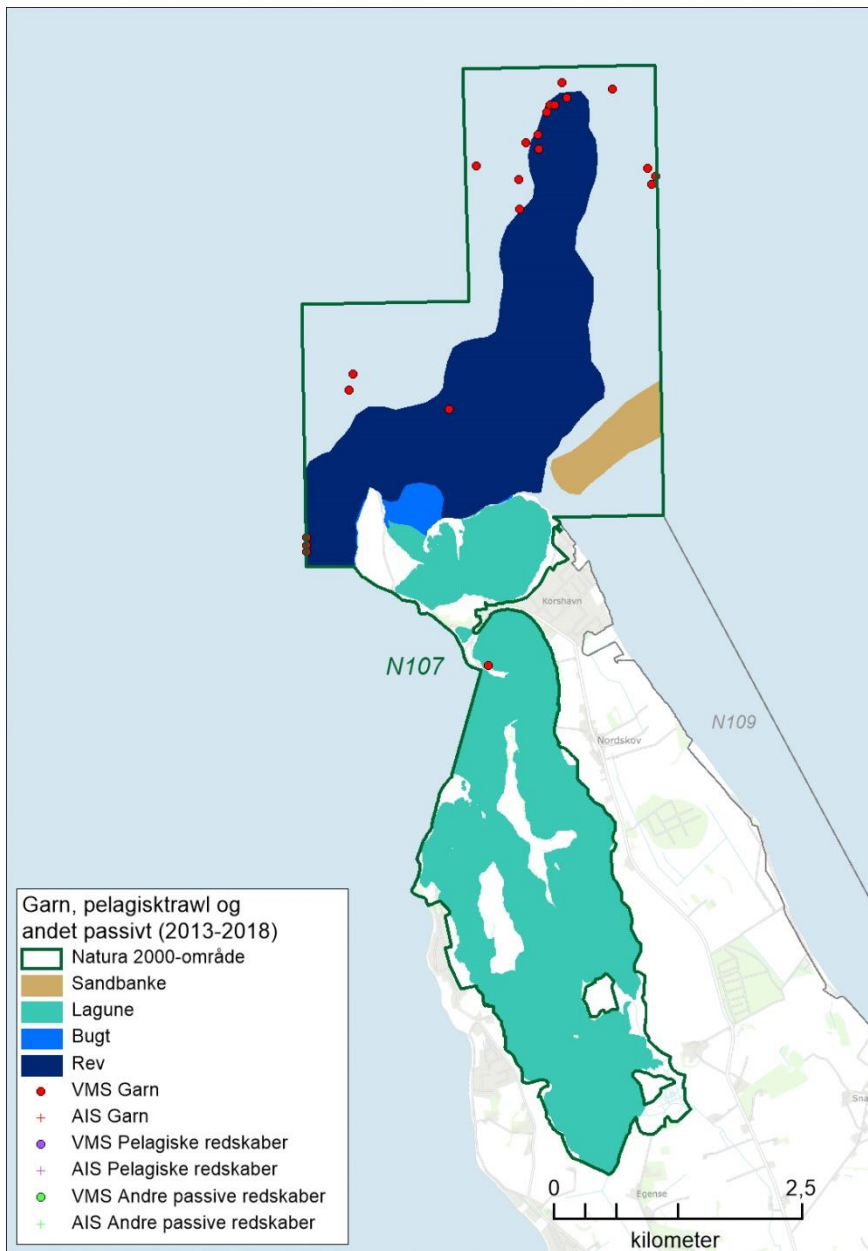 Korshavn
N107
N109
Nordskov
Garn, pelagisktrawl og
andet passivt (2013-2018)
Natura 2000-område
Sandbanke
Lagune
Bugt
Rev
VMS Garn
AIS Garn
VMS Pelagiske redskaber
AIS Pelagiske redskaber
VMS Andre passive redskaber
AIS Andre passive redskaber
Sna
Egense
0 2,5
kilometer